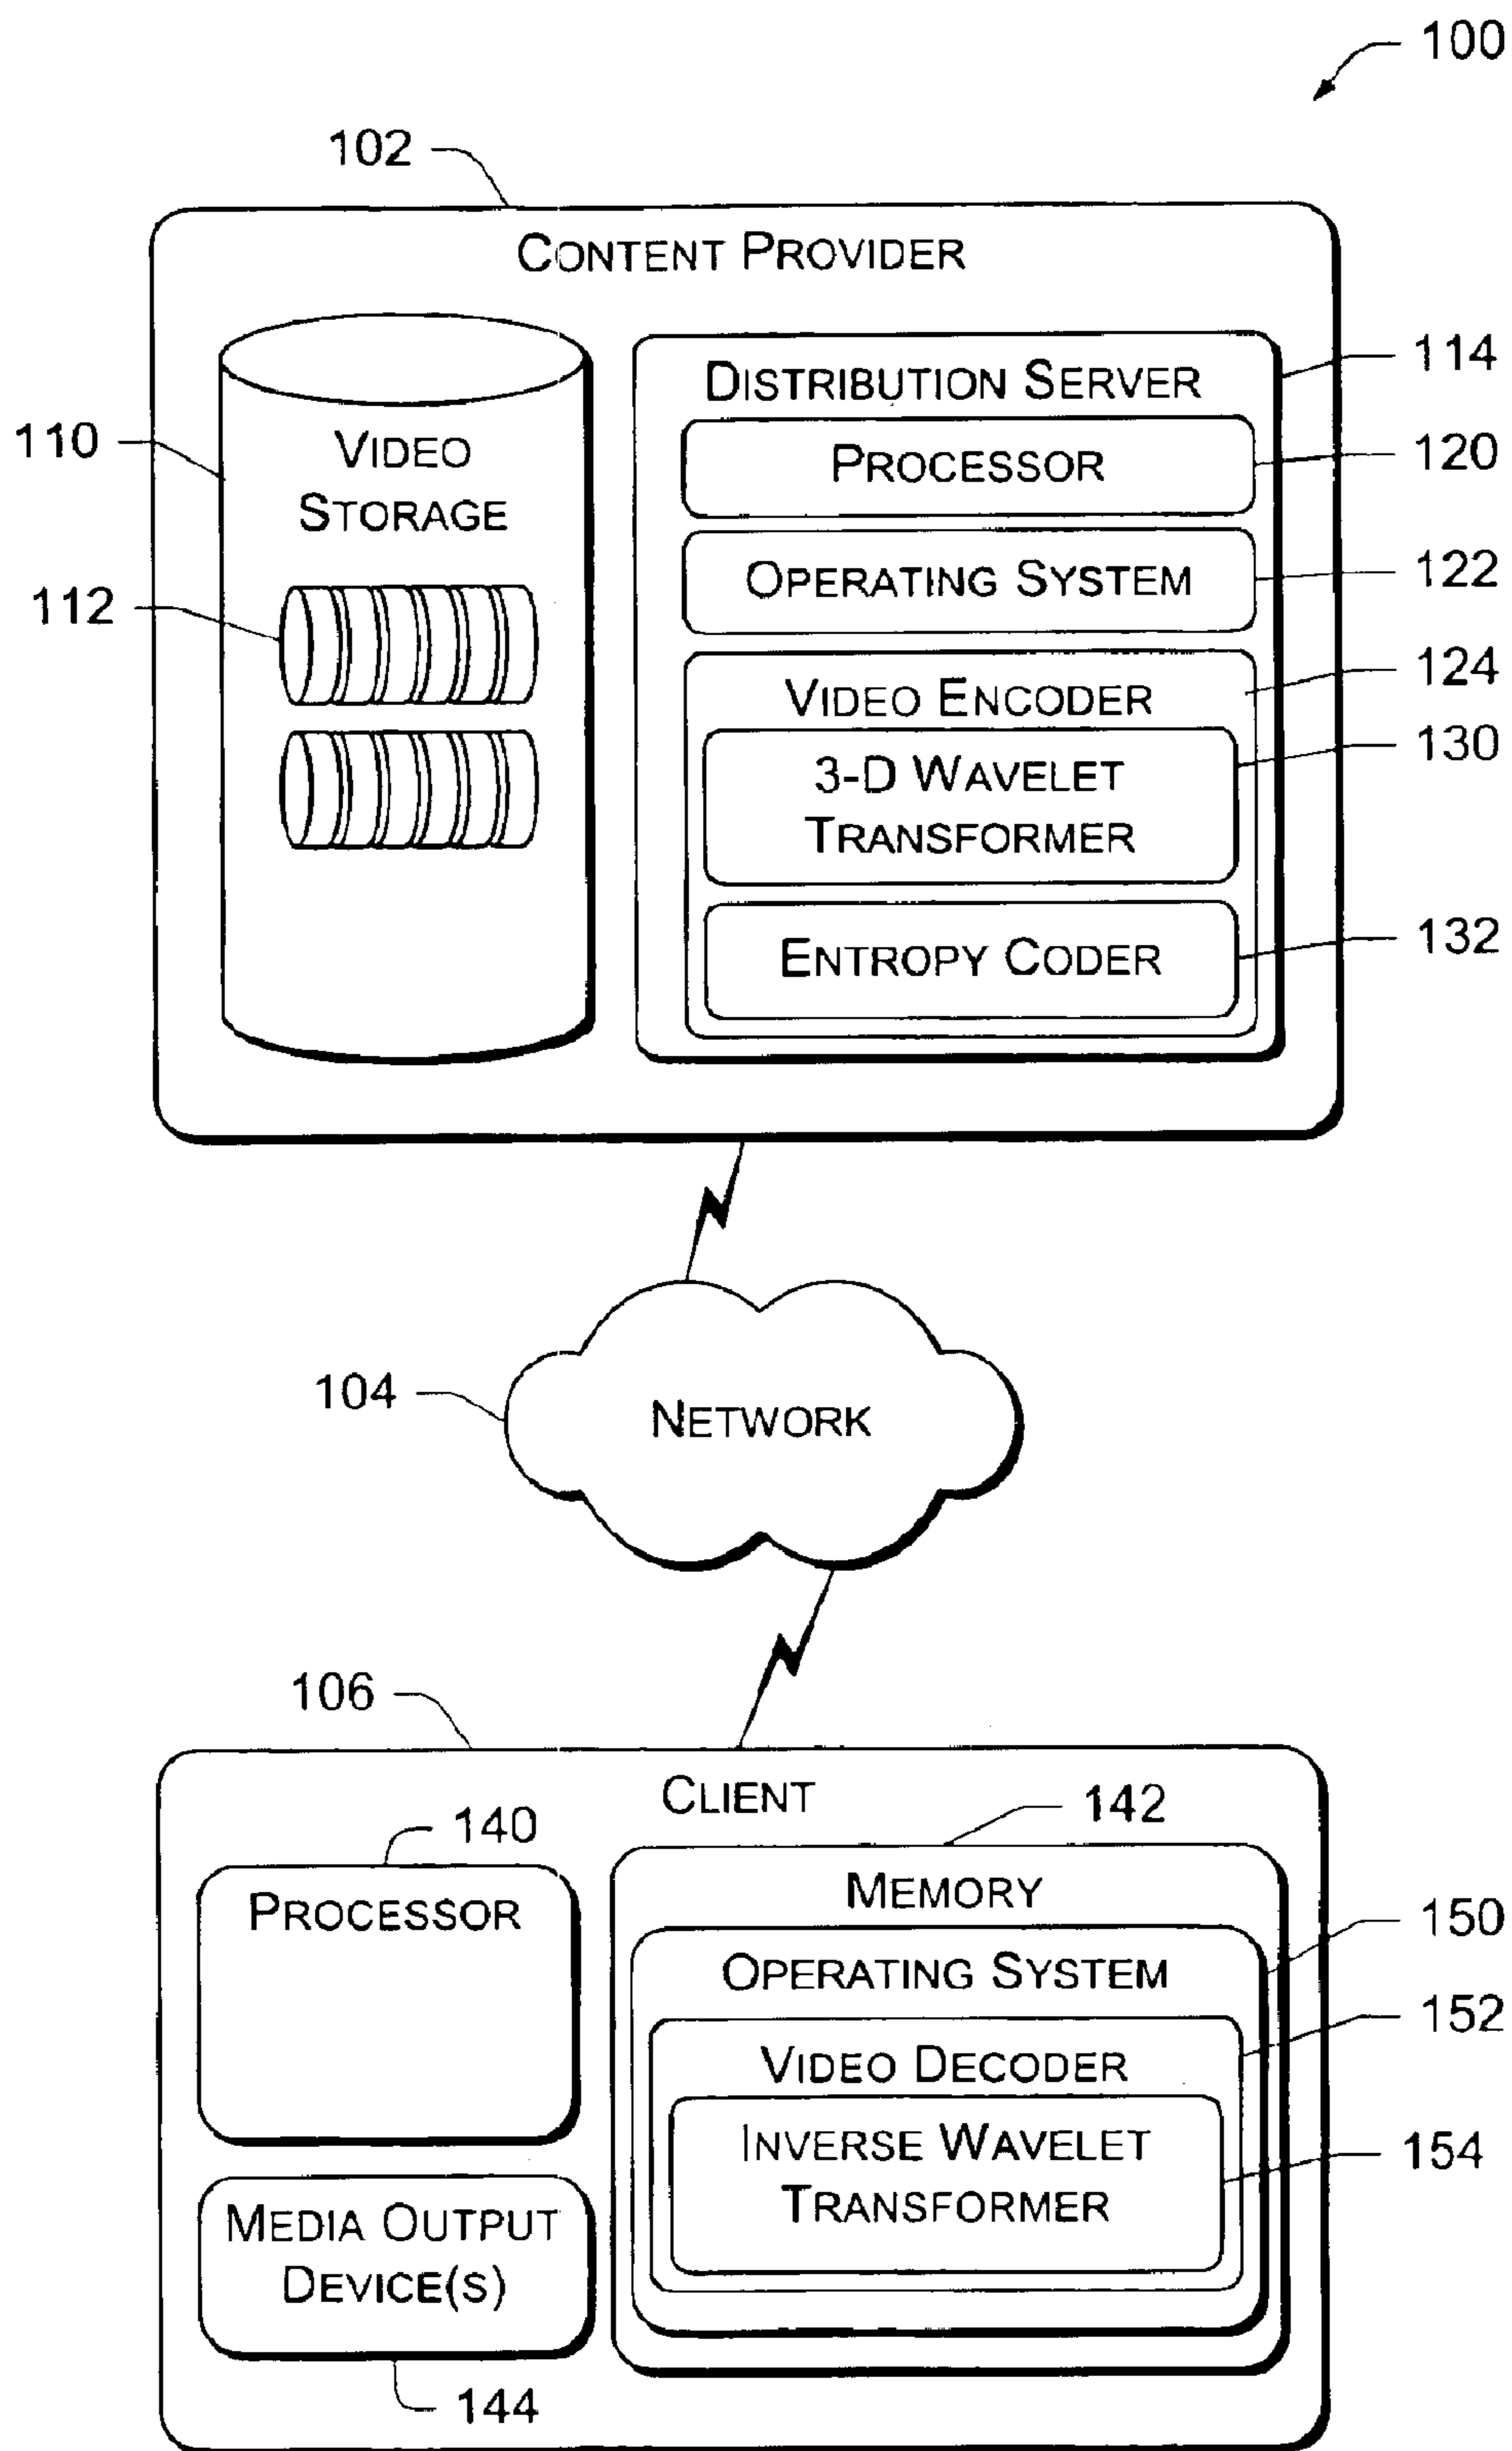 100
102
CONTENT PROVIDER
110
VIDEO
STORAGE
112
DISTRIBUTION SERVER
114
PROCESSOR
120
OPERATING SYSTEM
122
VIDEO ENCODER
124
3-D WAVELET
TRANSFORMER
130
ENTROPY CODER
132
104
NETWORK
106
CLIENT
140
PROCESSOR
142
MEMORY
OPERATING SYSTEM
150
VIDEO DECODER
152
INVERSE WAVELET
TRANSFORMER
154
MEDIA OUTPUT
DEVICE(S)
144